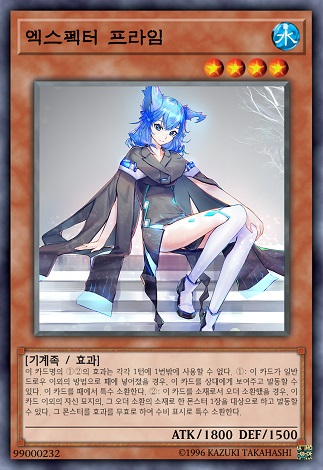 엑스펙터 프라임
水
[기계족 / 효과]
이 카드명의 ①②의 효과는 각각 1턴에 1번밖에 사용할 수 없다. ①: 이 카드가 일반
드로우 이외의 방법으로 패에 넣어졌을 경우, 이 카드를 상대에게 보여주고 발동할 수
있다. 이 카드를 패에서 특수 소환한다. ②: 이 카드를 소재로서 오더 소환했을 경우, 이
카드 이외의 자신 묘지의, 그 오더 소환의 소재로 한 몬스터 1장을 대상으로 하고 발동할
수 있다. 그 몬스터를 효과를 무효로 하여 수비 표시로 특수 소환한다.
ATK/1800 DEF/1500
99000232
©1996 KAZUKI TAKAHASHI